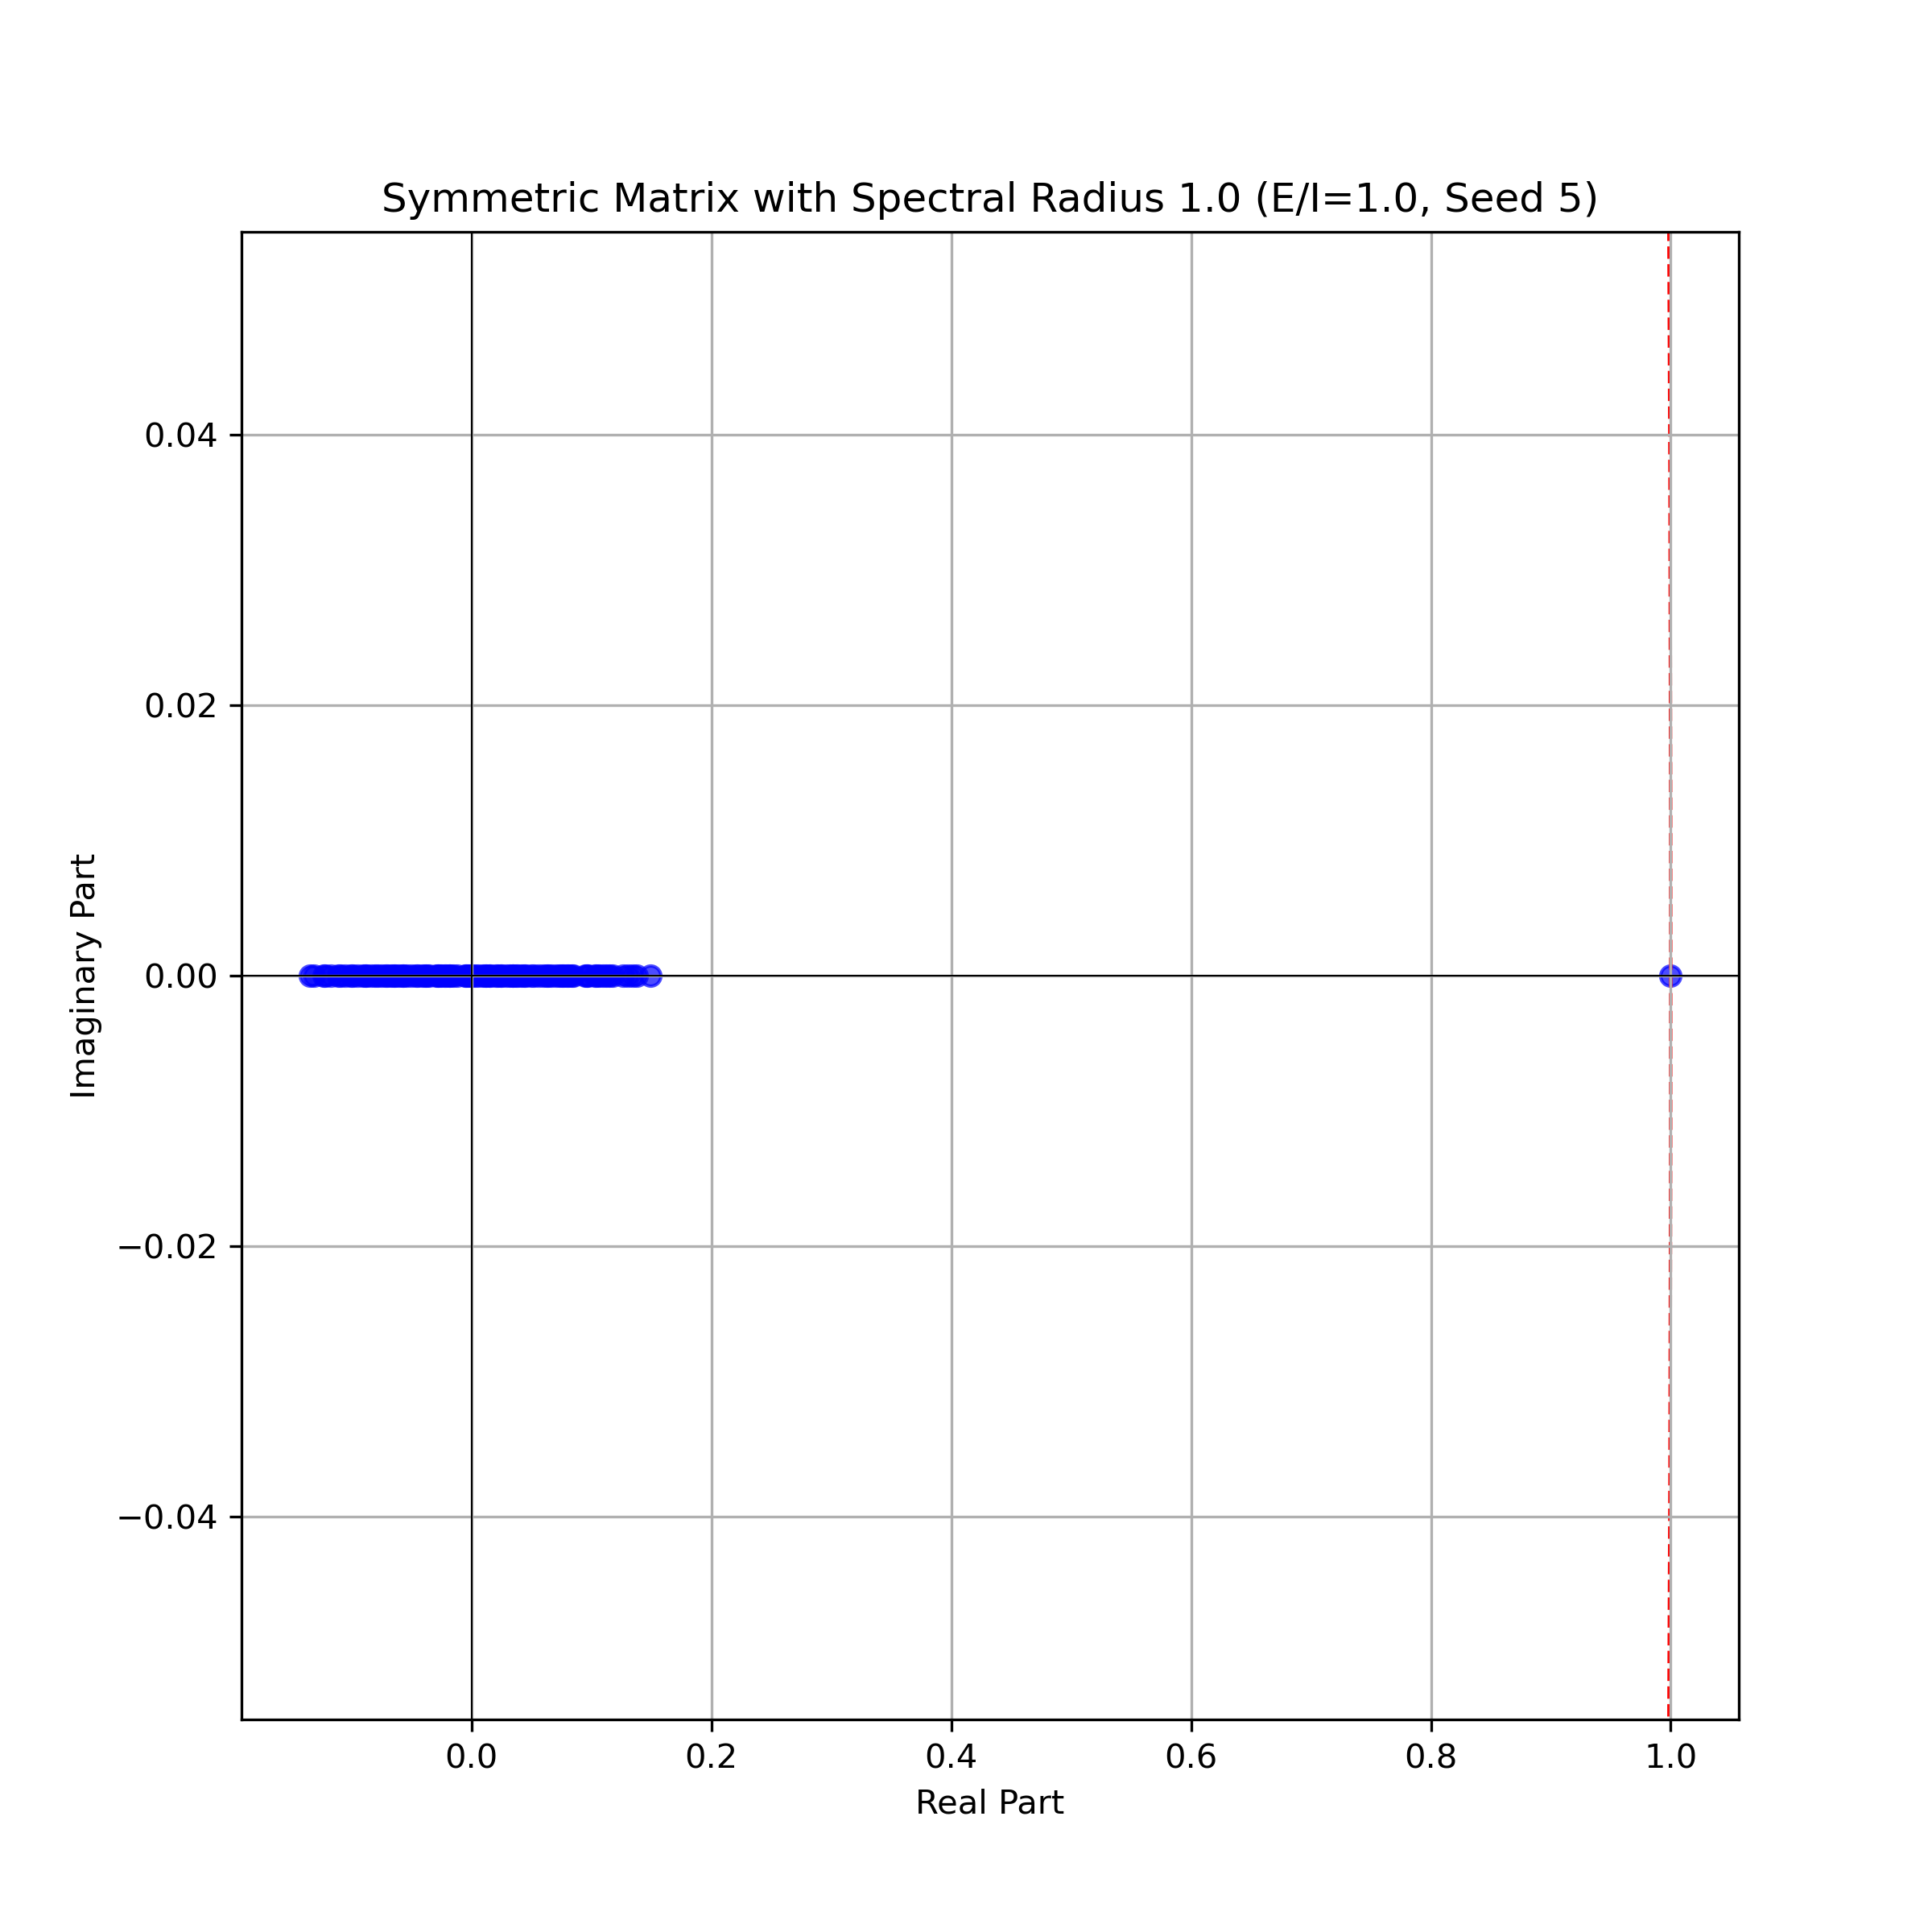 Symmetric Matrix with Spectral Radius 1.0 (E/I=1.0, Seed 5)
0.04
0.02
0.00
−0.02
−0.04
Imaginary Part
0.0 0.2 0.4 0.6 0.8 1.0
Real Part